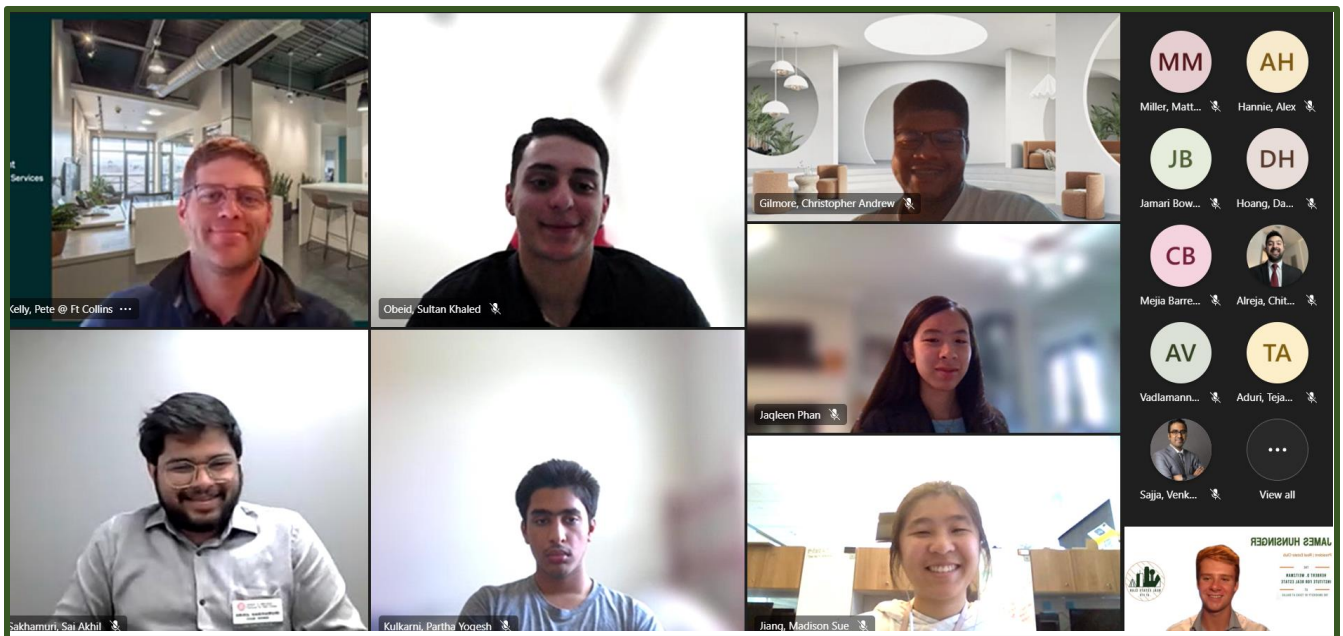 t
Services
Kelly, Pete @ Ft Collins
Obeid, Sultan Khaled
Gilmore, Christopher Andrew
Jaqleen Phan
Sakhamuri, Sai Akhil
Kulkarni, Partha Yogesh
Jiang, Madison Sue
MM
AH
Miller, Matt...
Hannie, Alex
JB
DH
Jamari Bow...
Hoang, Da...
CB
Mejia Barre...
Alreja, Chit...
AV
TA
Vadlamann...
Aduri, Teja...
Sajja, Venk...
View all
JAMES HUNSINGER